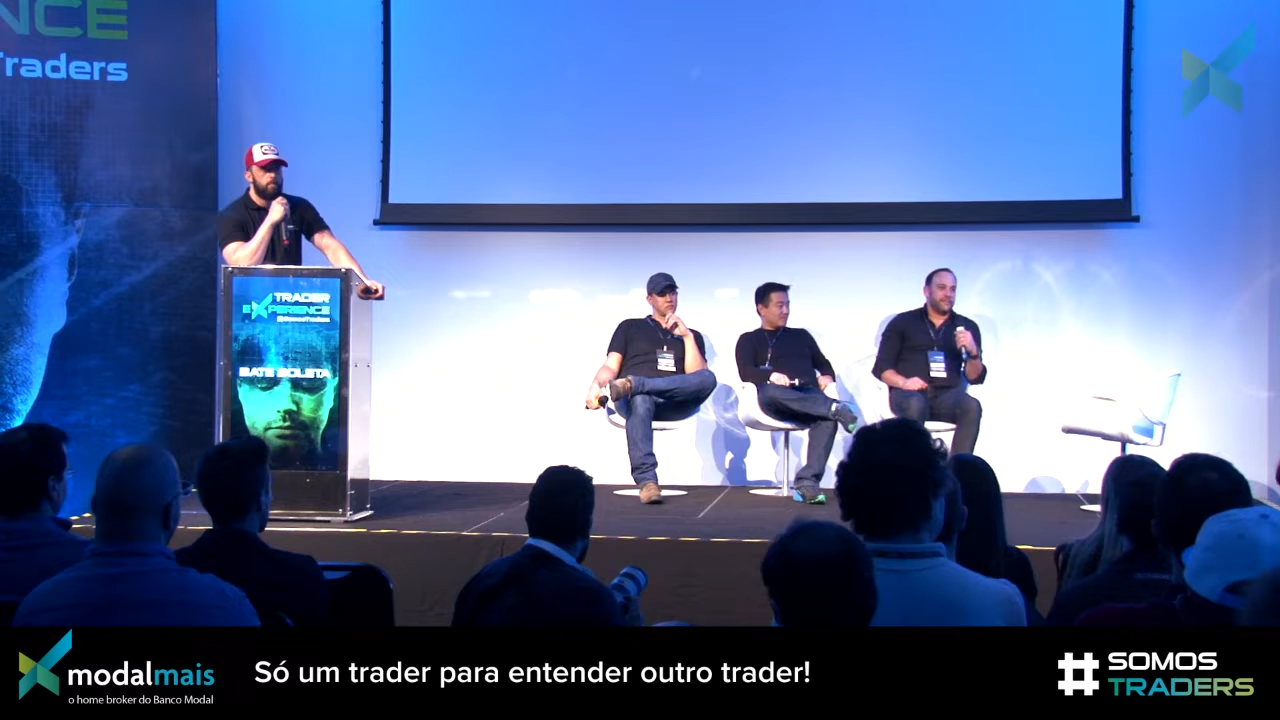 NCE
Traders
TRADER
EXPERIENCE
#SomosTraders
BATE BOLETA
modalmais
o home broker do Banco Modal
Só um trader para entender outro trader!
#SOMOS
TRADERS